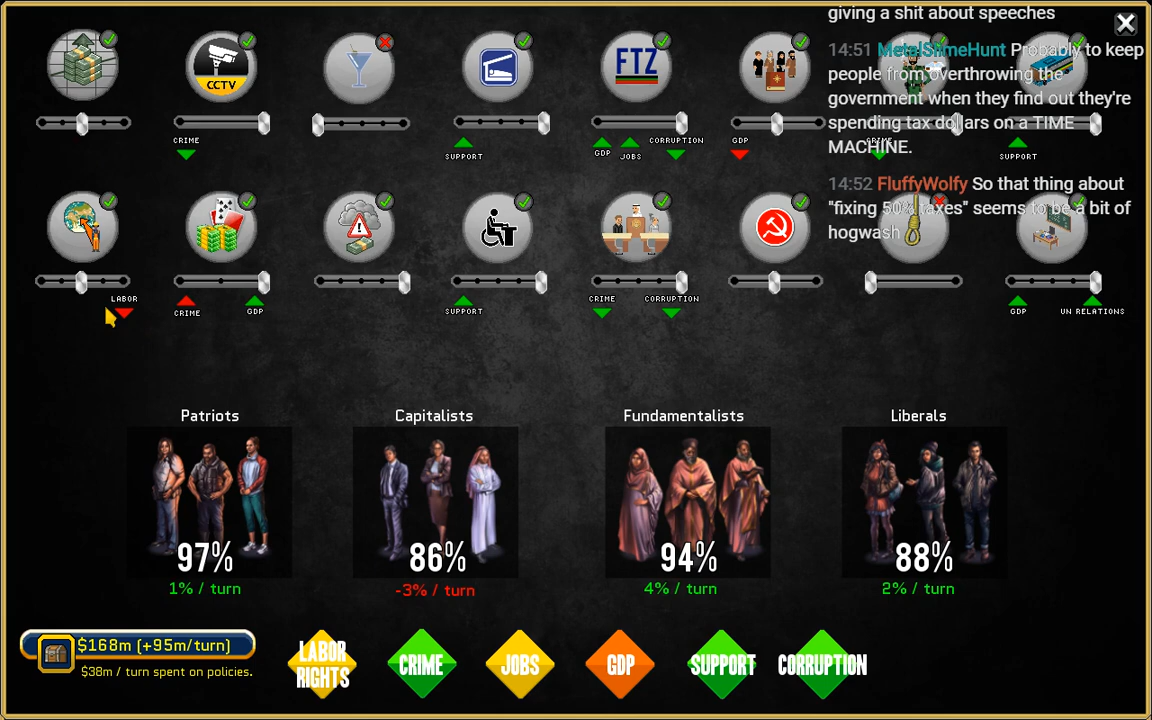 giving a shit about speeches
14:51 MetalSlimeHunt Probably to keep
people from overthrowing the
government when they find out they're
spending tax dollars on a TIME
MACHINE.
14:52 FluffyWolfy So that thing about
"fixing 50% taxes" seems to be a bit of
hogwash
CCTV
FTZ
CRIME
SUPPORT
GDP JOBS CORRUPTION
GDP
CRIME
SUPPORT
LABOR
CRIME GDP
SUPPORT
CRIME CORRUPTION
GDP UN RELATIONS
Patriots Capitalists Fundamentalists Liberals
97% 86% 94% 88%
1% / turn -3% / turn 4% / turn 2% / turn
$168m (+95m/turn)
$38m / turn spent on policies.
LABOR
RIGHTS
CRIME JOBS GDP SUPPORT CORRUPTION